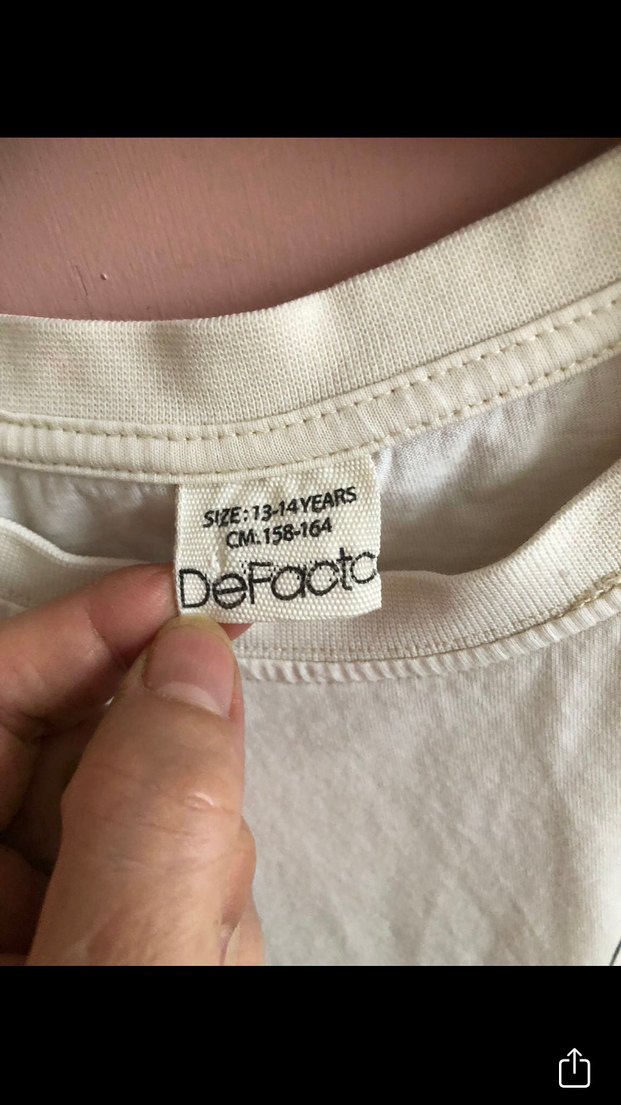 SIZE: 13-14 YEARS
CM. 158-164
DeFacto